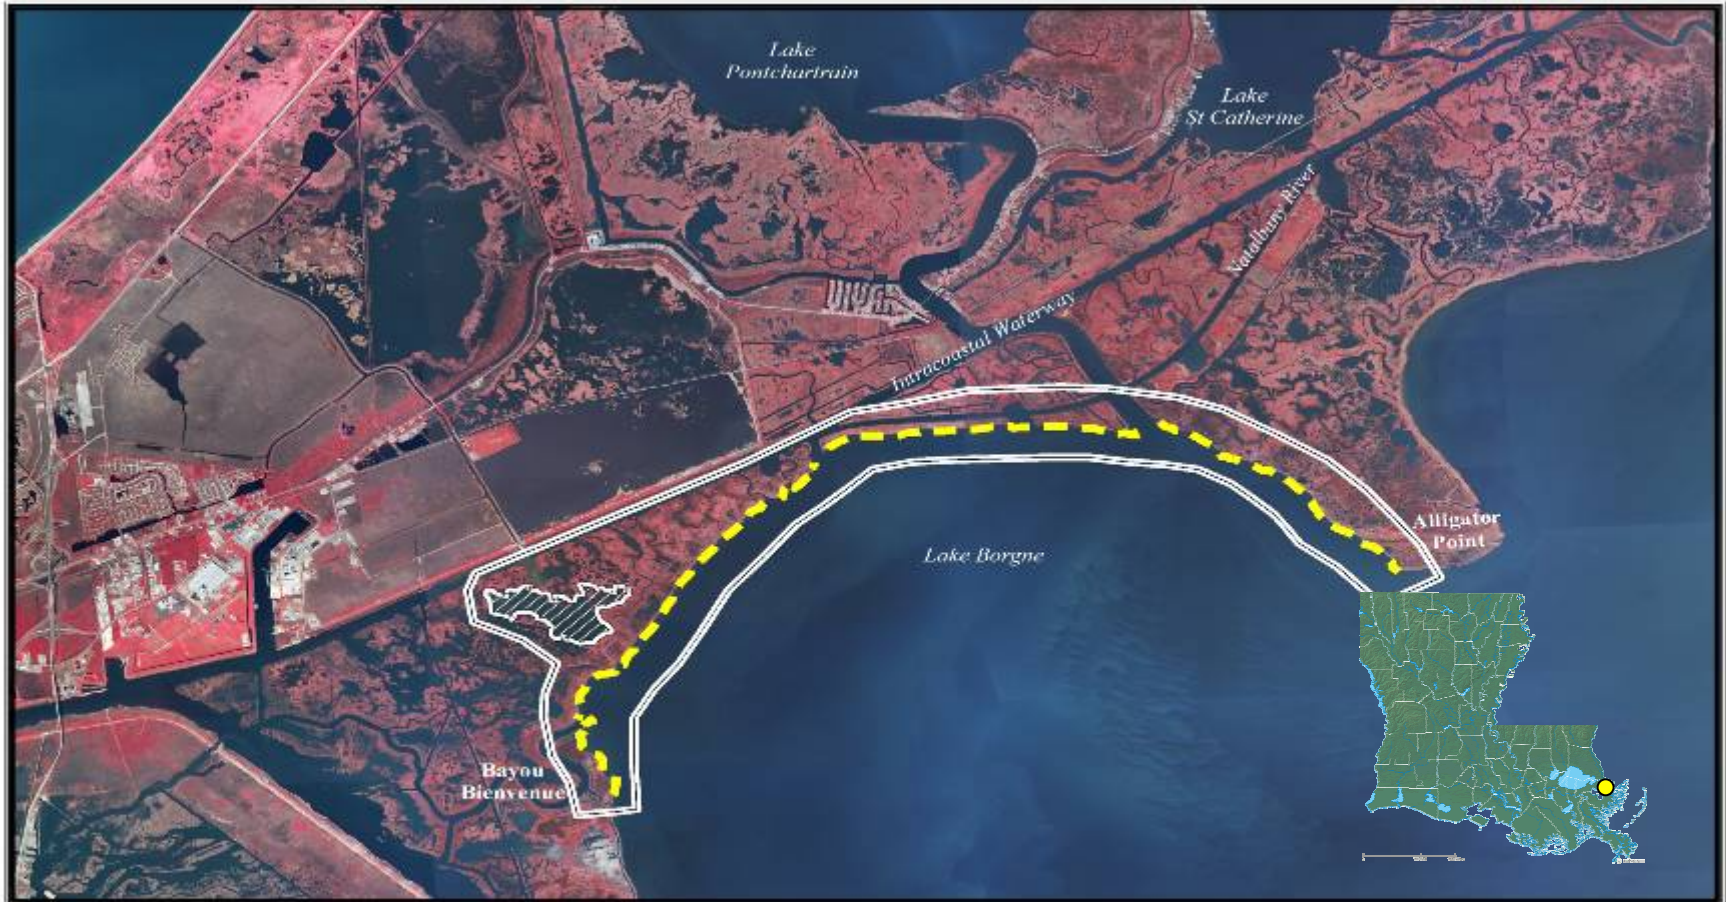 Lake
Pontchartrain
Lake
St Catherine
Natalbany River
Intracoastal Waterway
Alligator
Point
Lake Borgne
Bayou
Bienvenue